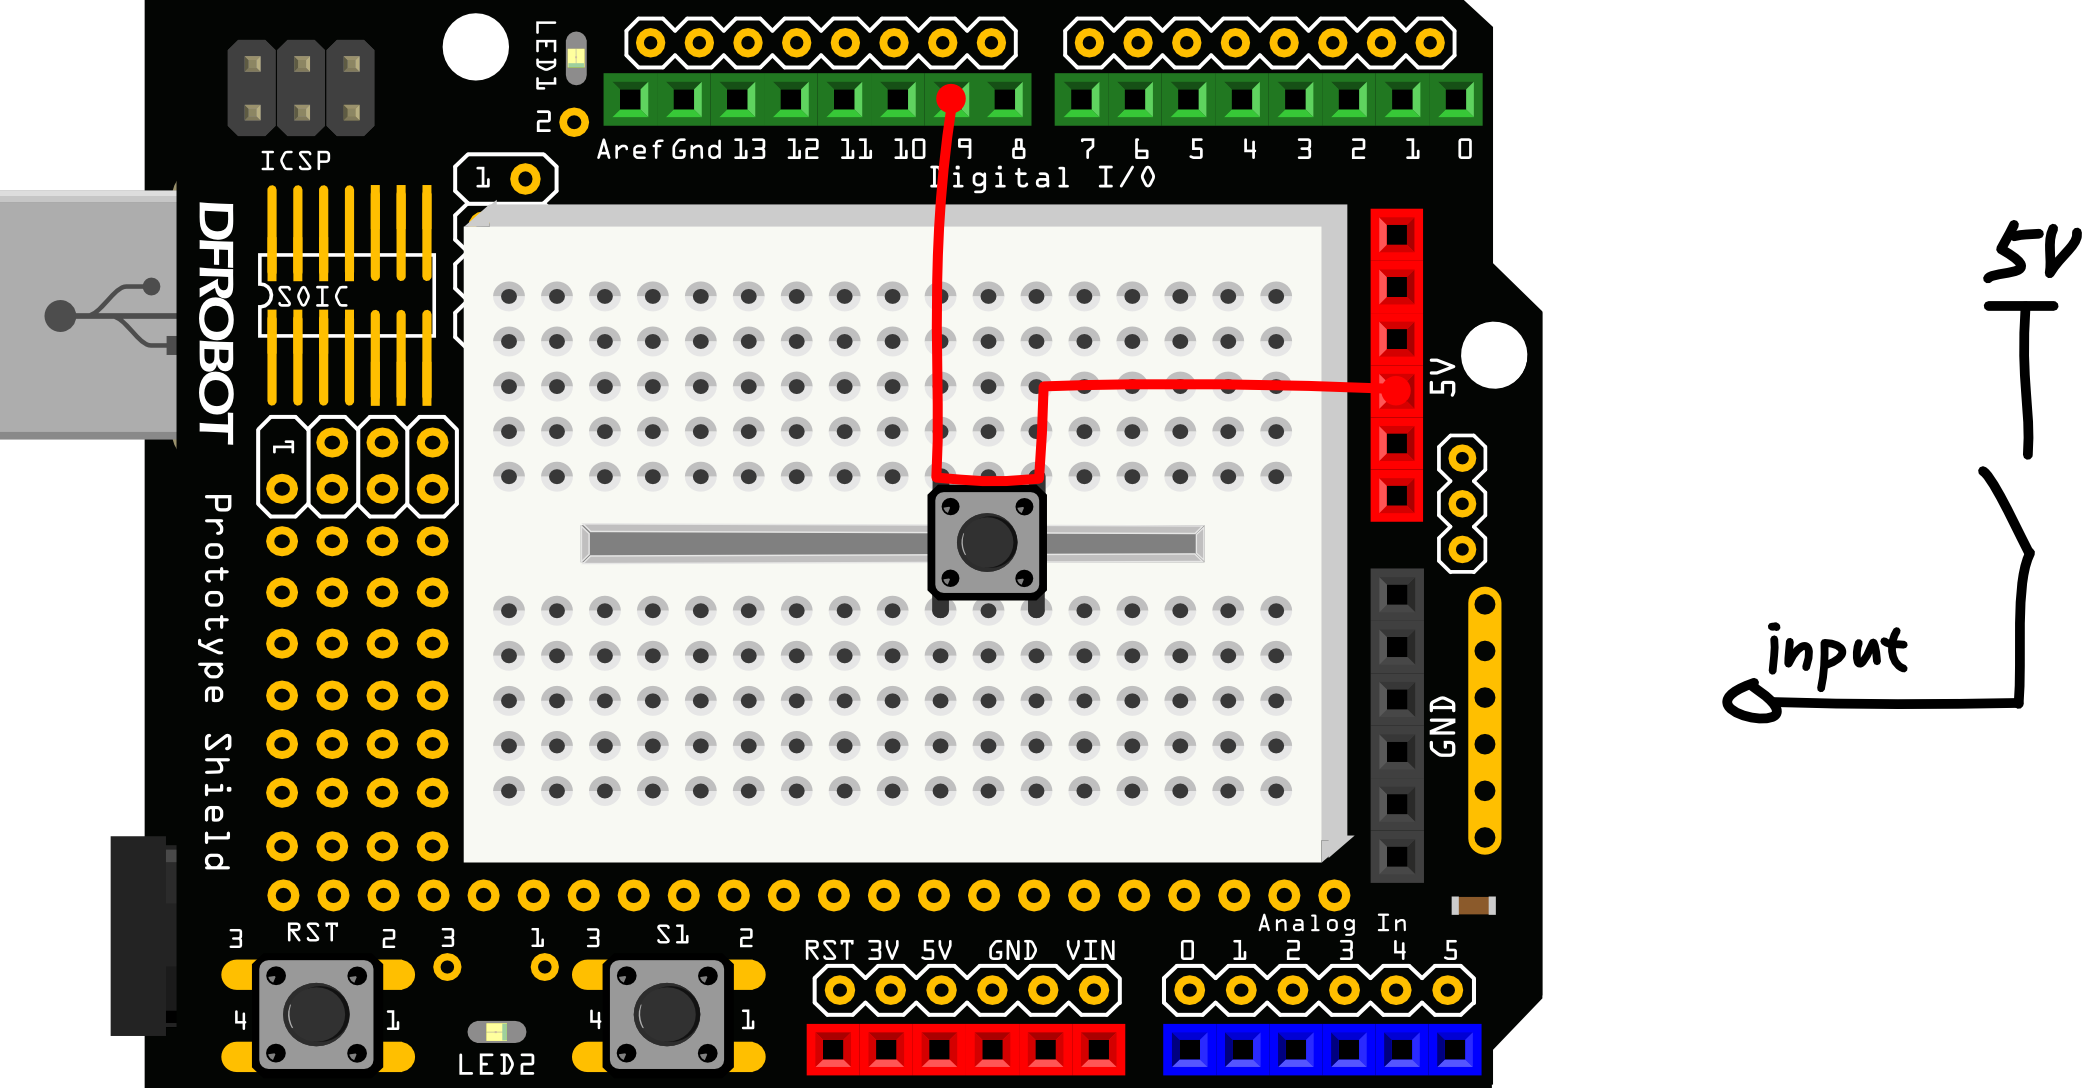 LED1
2
ICSP
1
Aref Gnd 13 12 11 10 9 8 7 6 5 4 3 2 1 0
Digital I/O
DFROBOT
SOIC
1
Prototype Shield
5V
GND
5V
input
Analog In
RST
3 2
4 1
3 1
LED2
S1
3 2
4 1
RST 3V 5V GND VIN
0 1 2 3 4 5